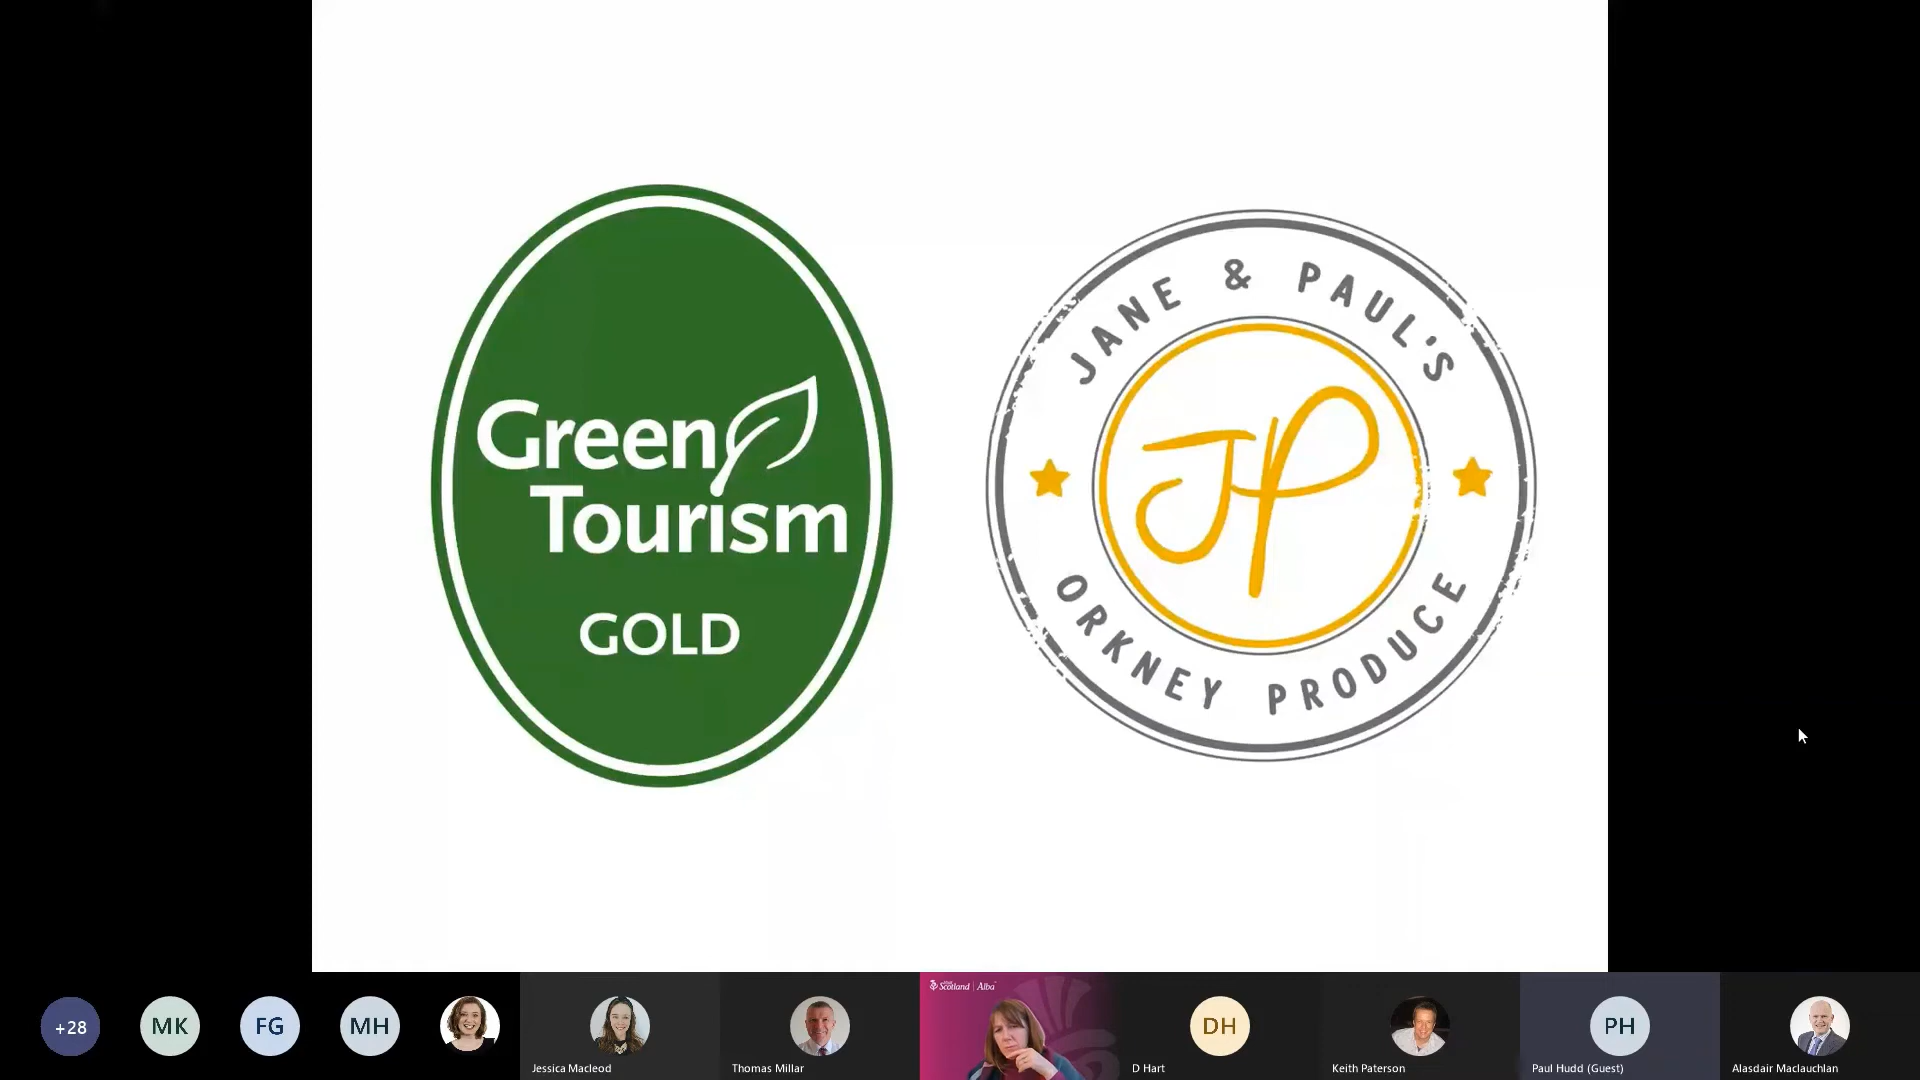 Green
Tourism
GOLD
JANE & PAUL'S
JP
ORKNEY PRODUCE
Scotland | Alba
+28
MK
FG
MH
DH
PH
Jessica Macleod
Thomas Millar
D Hart
Keith Paterson
Paul Hudd (Guest)
Alasdair Maclauchlan